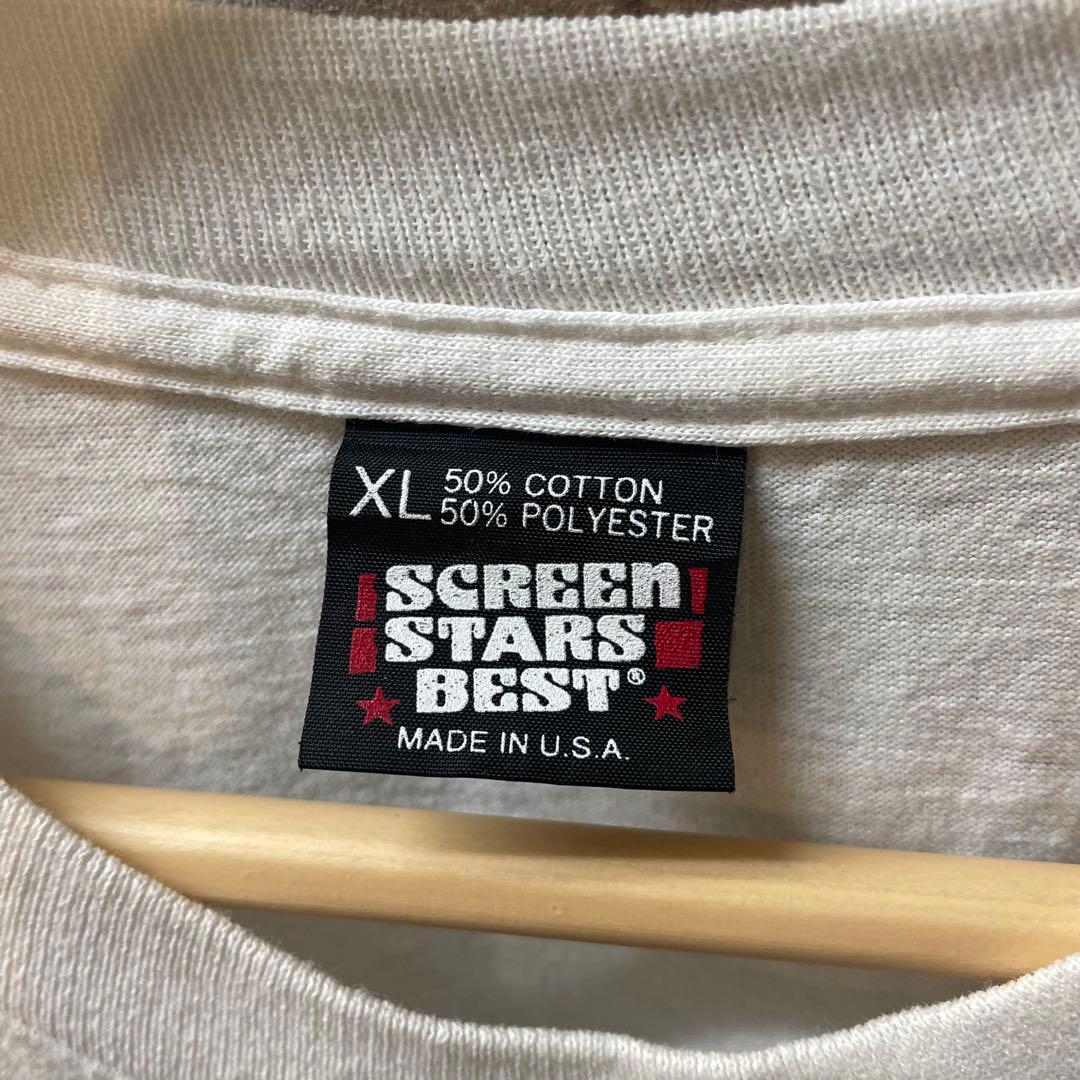 XL 50% COTTON
50% POLYESTER
SCREEN
STARS
BEST®
MADE IN U.S.A.